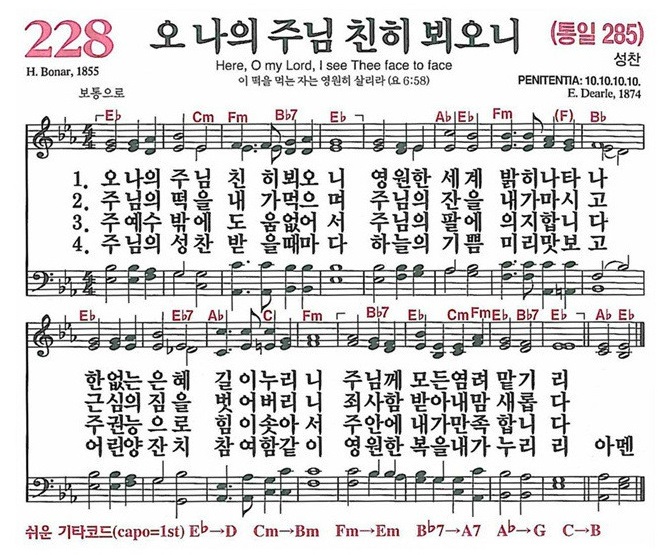 228 오 나의 주님 친히 뵈오니 (통일 285)
H. Bonar, 1855 Here, O my Lord, I see Thee face to face 성찬
이 떡을 먹는 자는 영원히 살리라 (요 6:58) PENITENTIA: 10.10.10.10.
보통으로 E. Dearle, 1874
E♭ Cm Fm B♭7 E♭ A♭ E♭ Fm (F) B♭
1. 오 나의 주님 친 히뵈오 니 영원한 세계 밝히나타 나
2. 주님의 떡을 내 가먹으 며 주님의 잔을 내가마시 고
3. 주예수 밖에 도 움없어 서 주님의 팔에 의지합니 다
4. 주님의 성찬 받 을때마 다 하늘의 기쁨 미리맛보 고
E♭ E♭7 A♭ C Fm B♭7 E♭ Cm Fm E♭ B♭7 E♭ A♭ E♭
한없는 은혜 길 이누리 니 주님께 모든염려 맡기 리
근심의 짐을 벗 어버리 니 죄사함 받아내맘 새롭 다
주권능 으로 힘 이솟아 서 주안에 내가만족 합니 다
어린양 잔치 참 여함같 이 영원한 복을내가 누리 리 아멘
쉬운 기타코드(capo=1st) E♭→D Cm→Bm Fm→Em B♭7→A7 A♭→G C→B